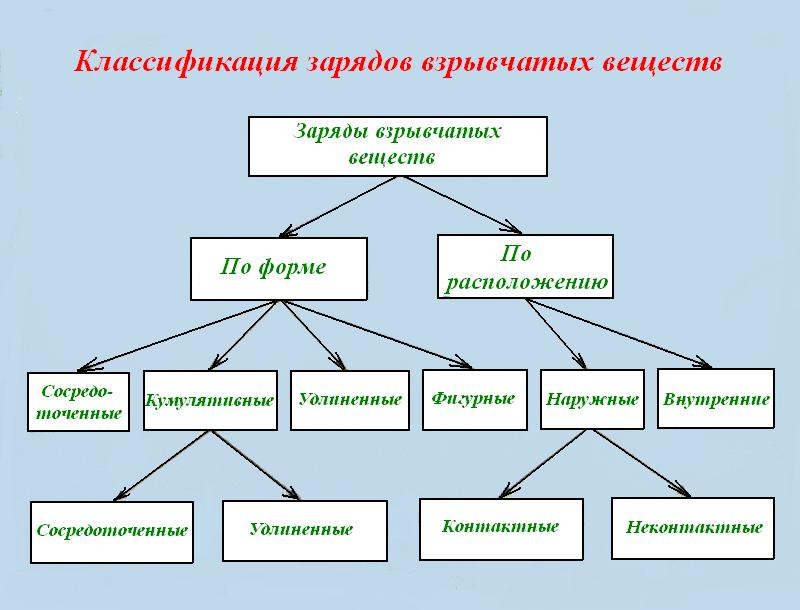 Классификация зарядов взрывчатых веществ
Заряды взрывчатых
веществ
По форме
По
расположению
Сосредо-
точенные
Кумулятивные
Удлиненные
Фигурные
Наружные
Внутренние
Сосредоточенные
Удлиненные
Контактные
Неконтактные